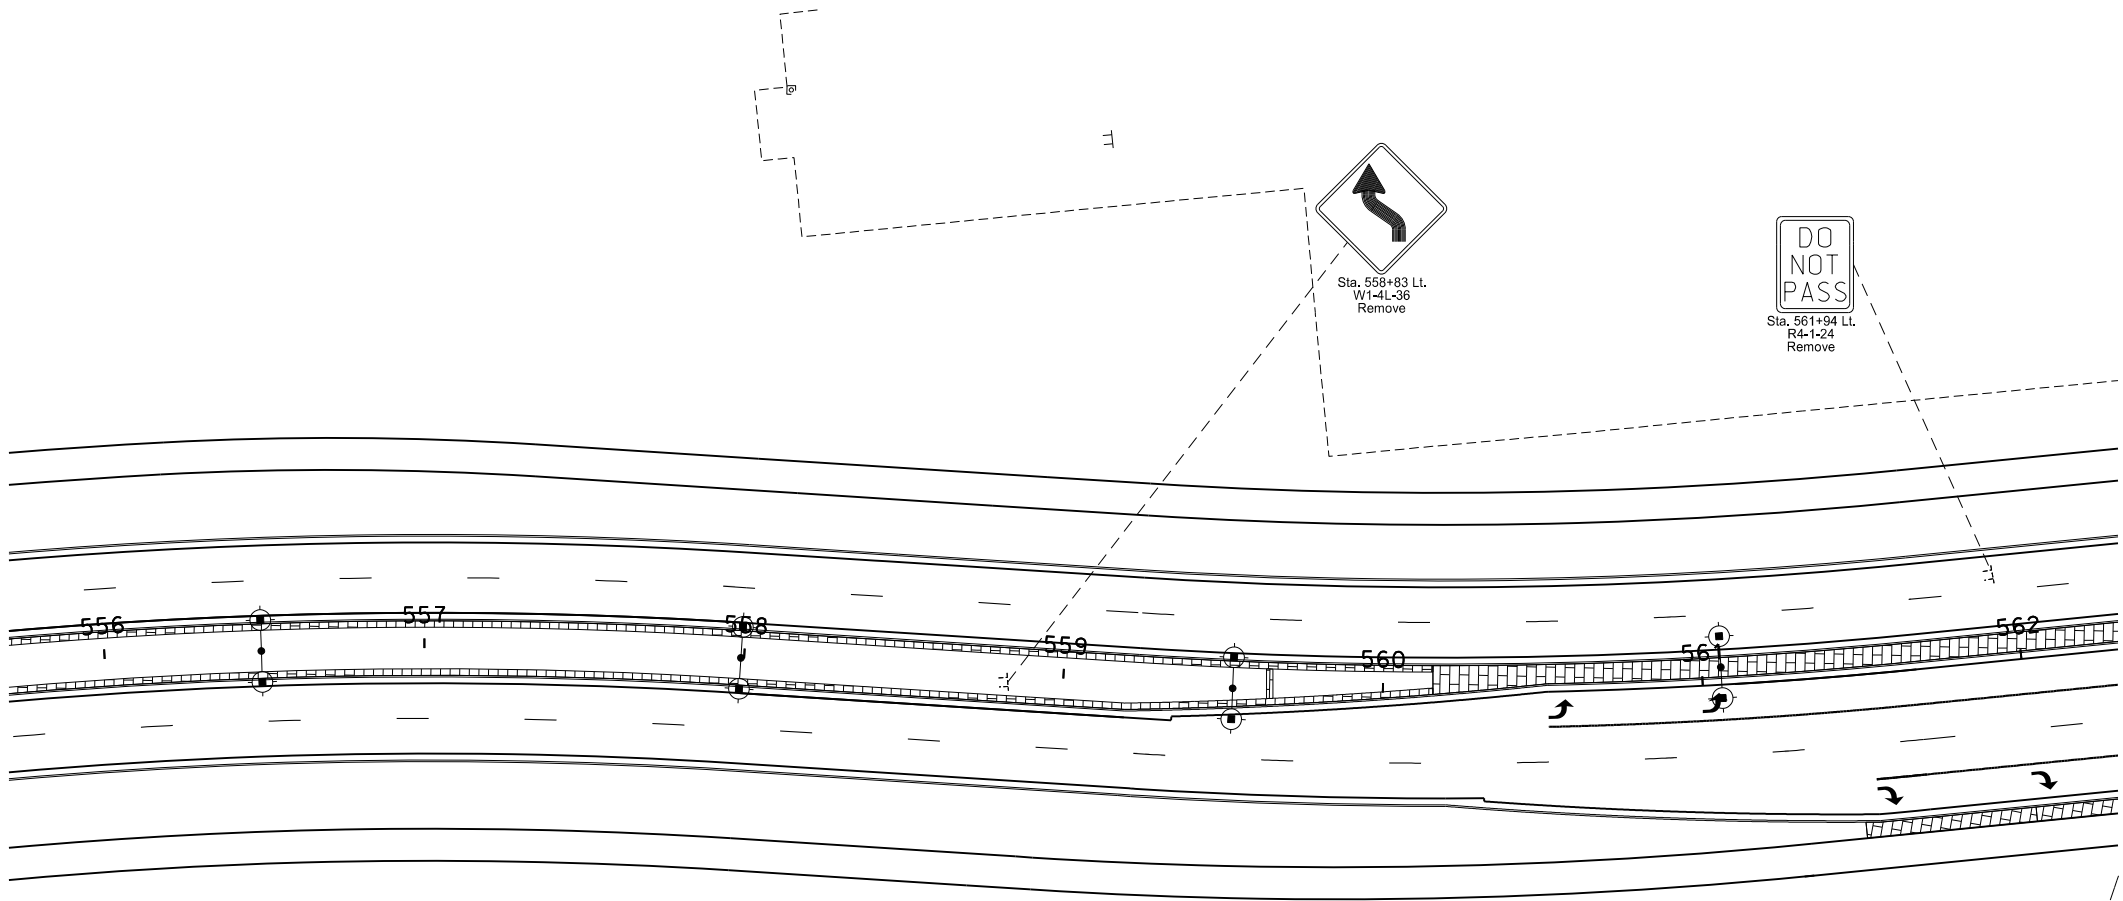 DO
NOT
PASS
Sta. 558+83 Lt.
W1-4L-36
Remove
Sta. 561+94 Lt.
R4-1-24
Remove
556
557
558
559
560
561
562